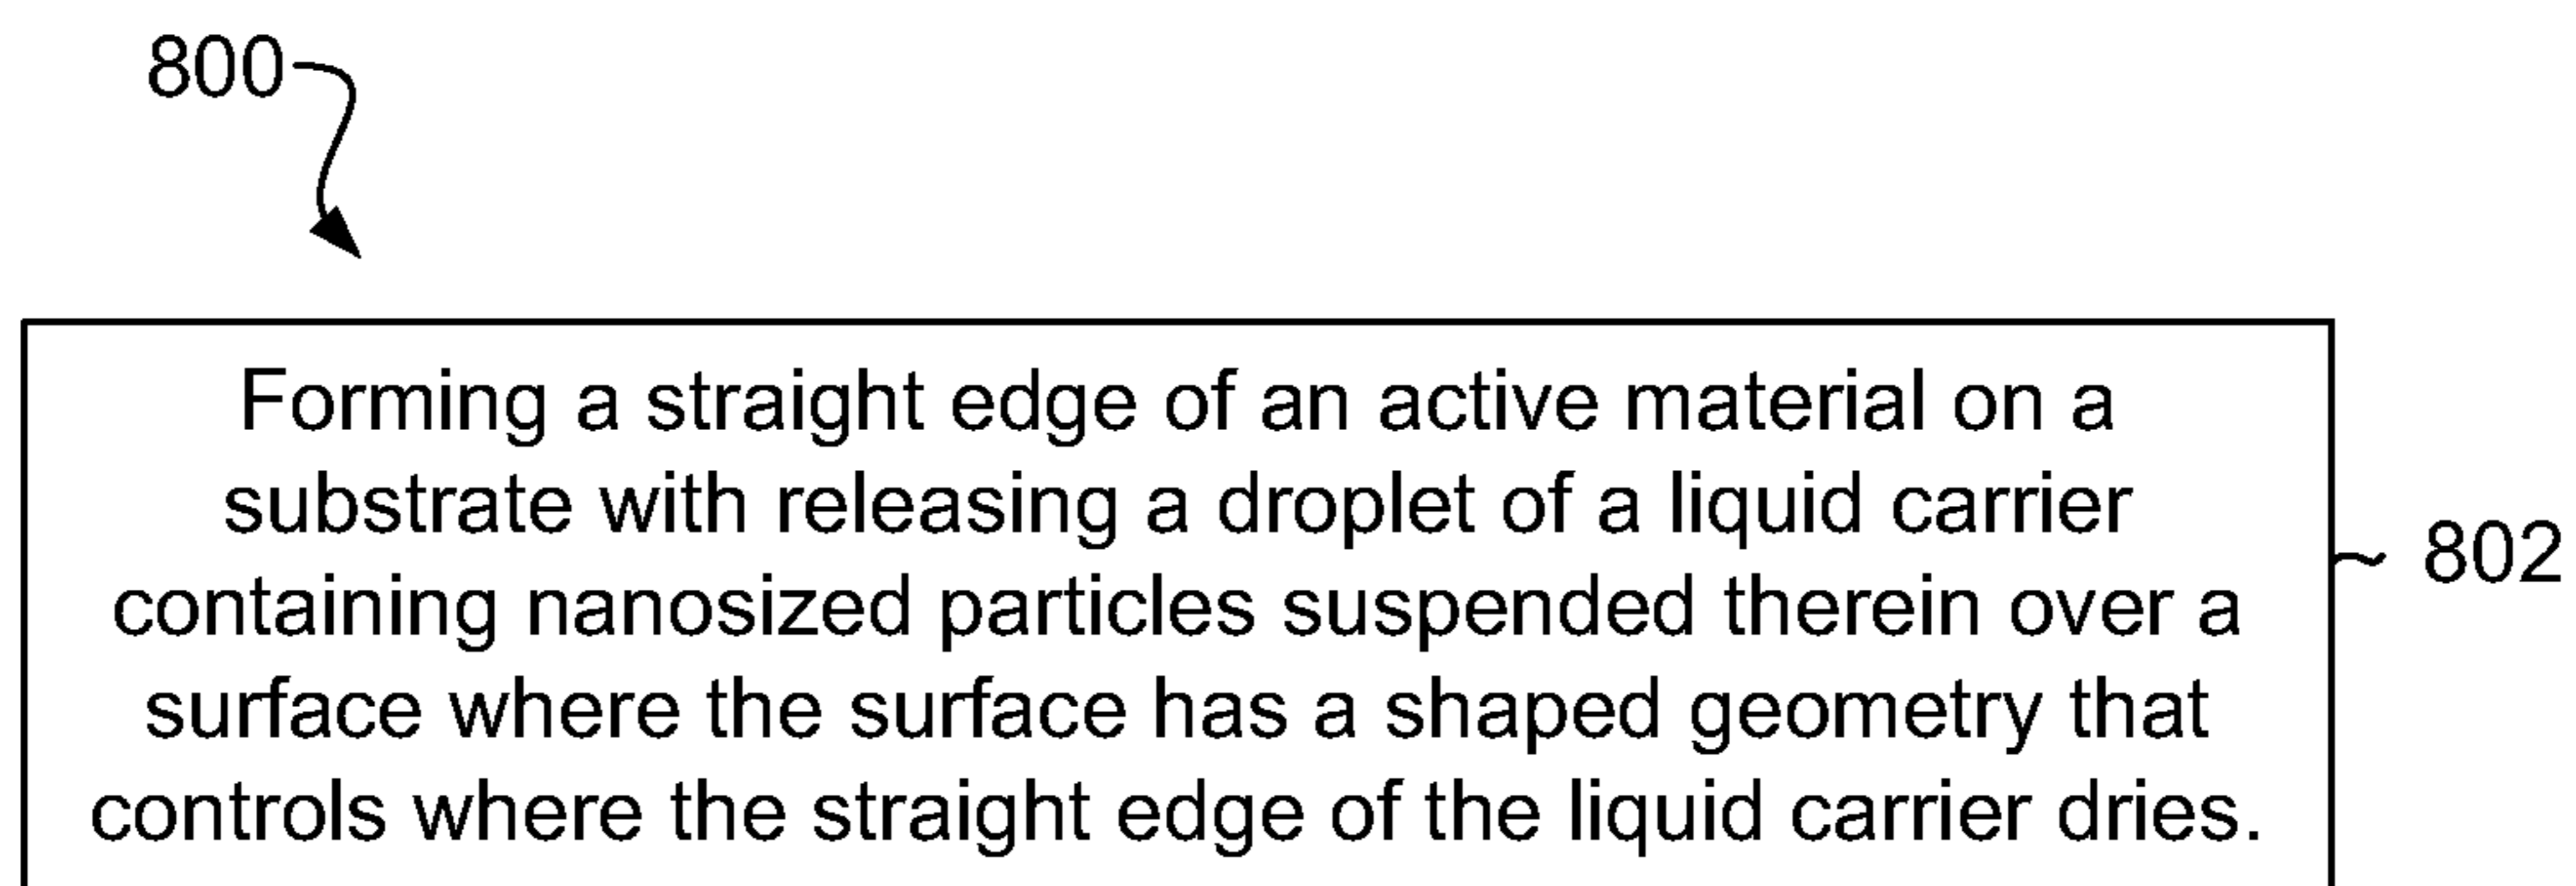 800
Forming a straight edge of an active material on a
substrate with releasing a droplet of a liquid carrier
containing nanosized particles suspended therein over a
surface where the surface has a shaped geometry that
controls where the straight edge of the liquid carrier dries.
802